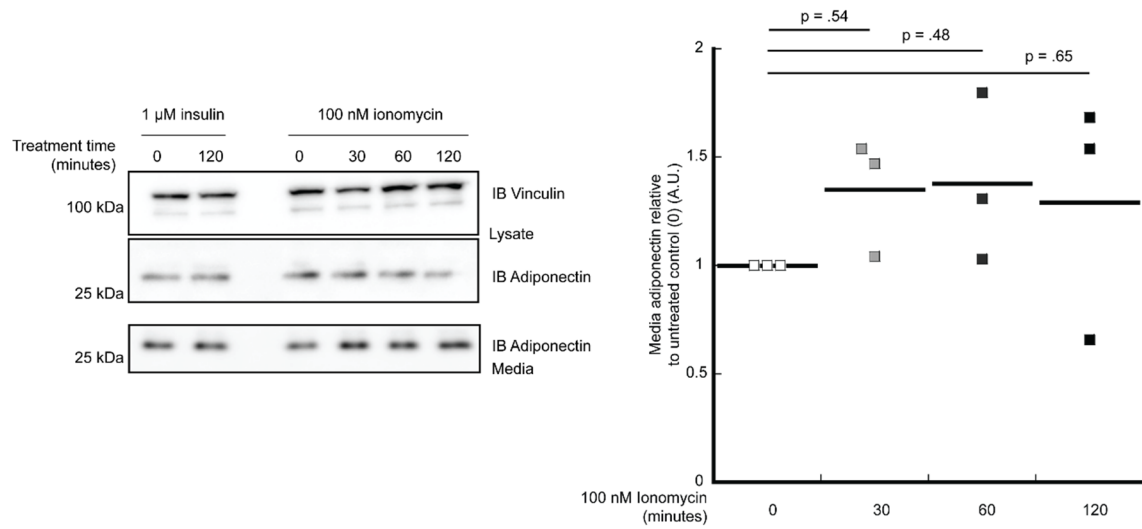 1 µM insulin 100 nM ionomycin
Treatment time
(minutes)
0 120 0 30 60 120
IB Vinculin
100 kDa
Lysate
IB Adiponectin
25 kDa
IB Adiponectin
25 kDa
Media
p = .54
p = .48
p = .65
2
1.5
1
0.5
0
Media adiponectin relative
to untreated control (0) (A.U.)
100 nM Ionomycin
(minutes)
0 30 60 120